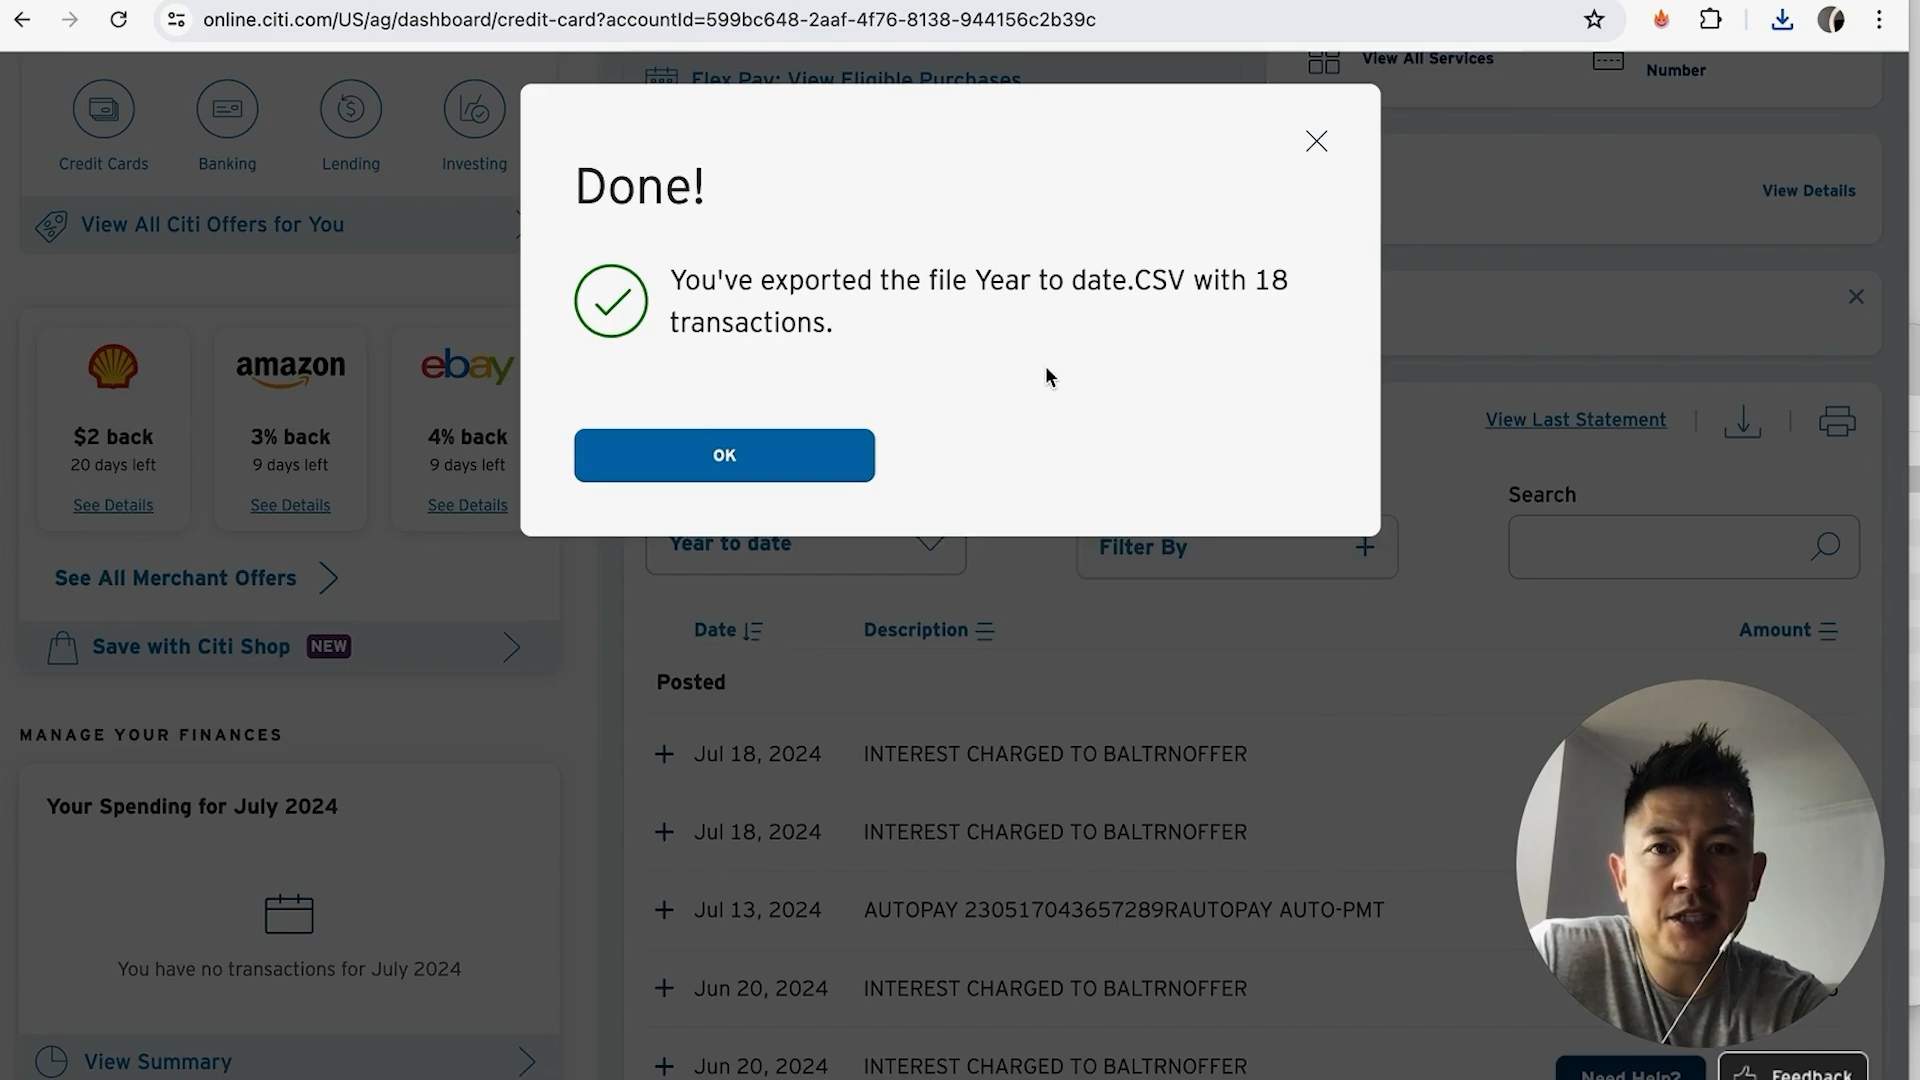 online.citi.com/US/ag/dashboard/credit-card?accountId=599bc648-2aaf-4f76-8138-944156c2b39c
Flex Pay: View Eligible Purchases
View All Services
Number
Credit Cards
Banking
Lending
Investing
View All Citi Offers for You
View Details
Done!
You've exported the file Year to date.CSV with 18
transactions.
OK
amazon
ebay
$2 back
3% back
4% back
20 days left
9 days left
9 days left
See Details
See Details
See Details
See All Merchant Offers
Save with Citi Shop NEW
View Last Statement
Search
Year to date
Filter By
Date
Description
Amount
Posted
Jul 18, 2024 INTEREST CHARGED TO BALTRNOFFER
Jul 18, 2024 INTEREST CHARGED TO BALTRNOFFER
Jul 13, 2024 AUTOPAY 230517043657289RAUTOPAY AUTO-PMT
Jun 20, 2024 INTEREST CHARGED TO BALTRNOFFER
Jun 20, 2024 INTEREST CHARGED TO BALTRNOFFER
MANAGE YOUR FINANCES
Your Spending for July 2024
You have no transactions for July 2024
View Summary
Need Help?
Feedback